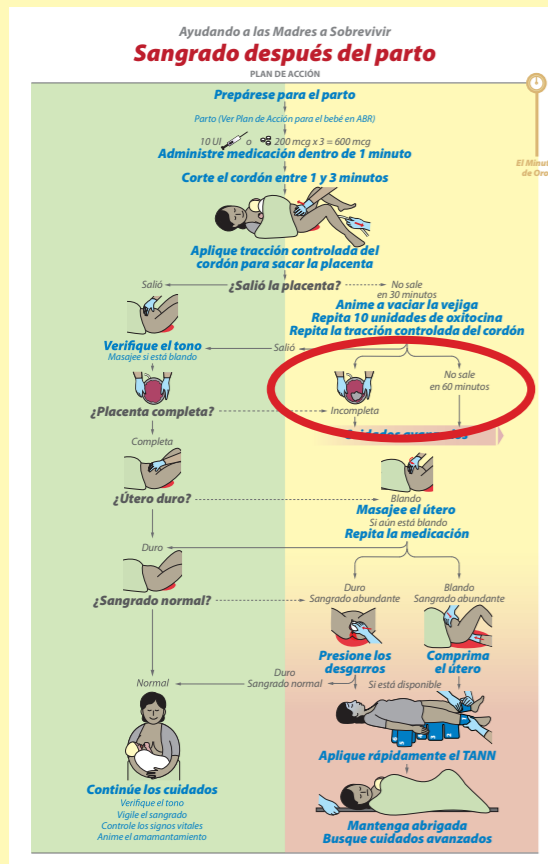 Ayudando a las Madres a Sobrevivir
Sangrado después del parto
PLAN DE ACCIÓN
Prepárese para el parto
Parto (Ver Plan de Acción para el bebé en ABR)
10 UI o 200 mcg x 3 = 600 mcg
Administre medicación dentro de 1 minuto
El Minuto
de Oro
Corte el cordón entre 1 y 3 minutos
Aplique tracción controlada del
cordón para sacar la placenta
Salió
¿Salió la placenta?
No sale
en 30 minutos
Anime a vaciar la vejiga
Repita 10 unidades de oxitocina
Repita la tracción controlada del cordón
Verifique el tono
Masajee si está blando
Salió
No sale
en 60 minutos
¿Placenta completa?
Incompleta
Cuidados avanzados
Completa
¿Útero duro?
Blando
Masajee el útero
Si aún está blando
Repita la medicación
Duro
¿Sangrado normal?
Duro
Sangrado abundante
Blando
Sangrado abundante
Presione los
desgarros
Comprima
el útero
Normal
Duro
Sangrado normal
Si está disponible
Aplique rápidamente el TANN
Continúe los cuidados
Verifique el tono
Vigile el sangrado
Controle los signos vitales
Anime el amamantamiento
Mantenga abrigada
Busque cuidados avanzados